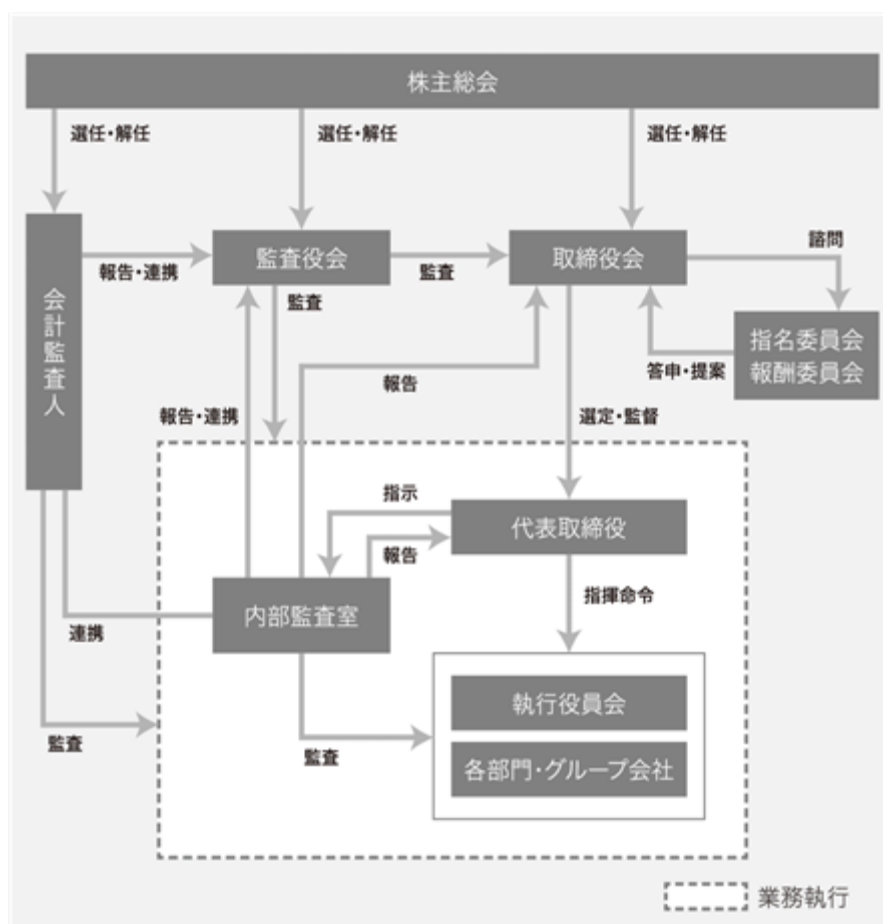 株主総会
選任・解任
選任・解任
選任・解任
会計監査人
報告・連携
監査役会
監査
取締役会
諮問
指名委員会
報酬委員会
答申・提案
監査
報告
報告・連携
選定・監督
指示
代表取締役
報告
内部監査室
指揮命令
連携
執行役員会
監査
監査
各部門・グループ会社
業務執行